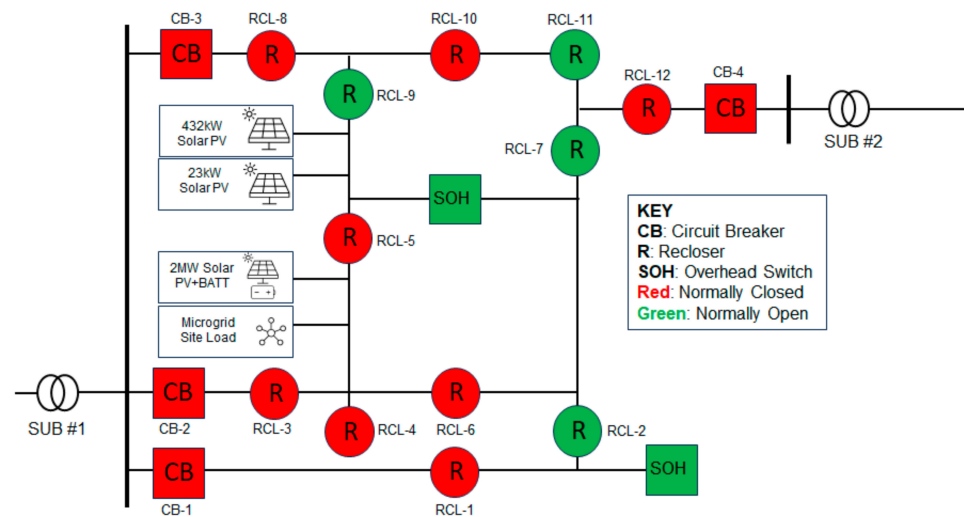 CB-3
RCL-8
RCL-10
RCL-11
CB
R
R
R
RCL-12
CB-4
R
RCL-9
R
CB
432kW
Solar PV
SUB #2
RCL-7
R
23kW
Solar PV
SOH
KEY
CB: Circuit Breaker
R: Recloser
SOH: Overhead Switch
Red: Normally Closed
Green: Normally Open
R
RCL-5
2MW Solar
PV+BATT
Microgrid
Site Load
CB
R
R
SUB #1
CB-2
RCL-3
R
RCL-4
RCL-6
R
RCL-2
CB
R
SOH
CB-1
RCL-1